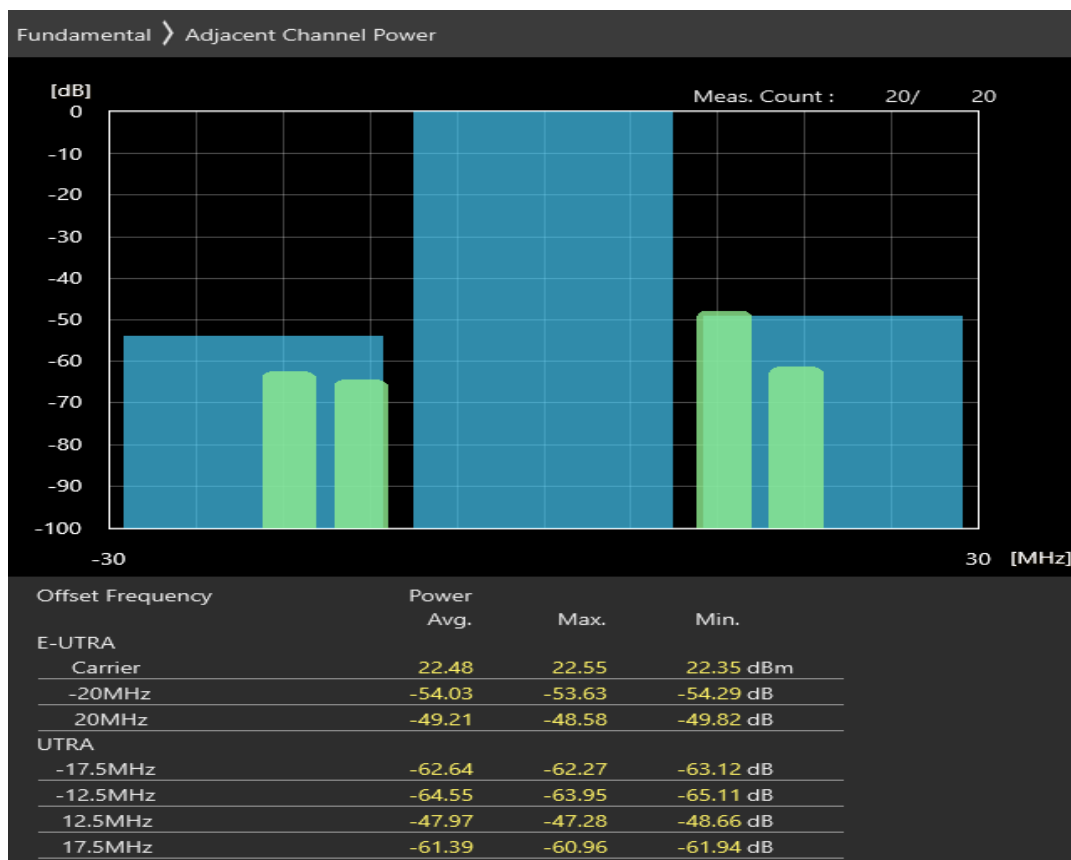 Fundamental ❯ Adjacent Channel Power
[dB]
Meas. Count : 20/ 20
0
-10
-20
-30
-40
-50
-60
-70
-80
-90
-100
-30 30 [MHz]
Offset Frequency Power
Avg. Max. Min.
E-UTRA
Carrier 22.48 22.55 22.35 dBm
-20MHz -54.03 -53.63 -54.29 dB
20MHz -49.21 -48.58 -49.82 dB
UTRA
-17.5MHz -62.64 -62.27 -63.12 dB
-12.5MHz -64.55 -63.95 -65.11 dB
12.5MHz -47.97 -47.28 -48.66 dB
17.5MHz -61.39 -60.96 -61.94 dB